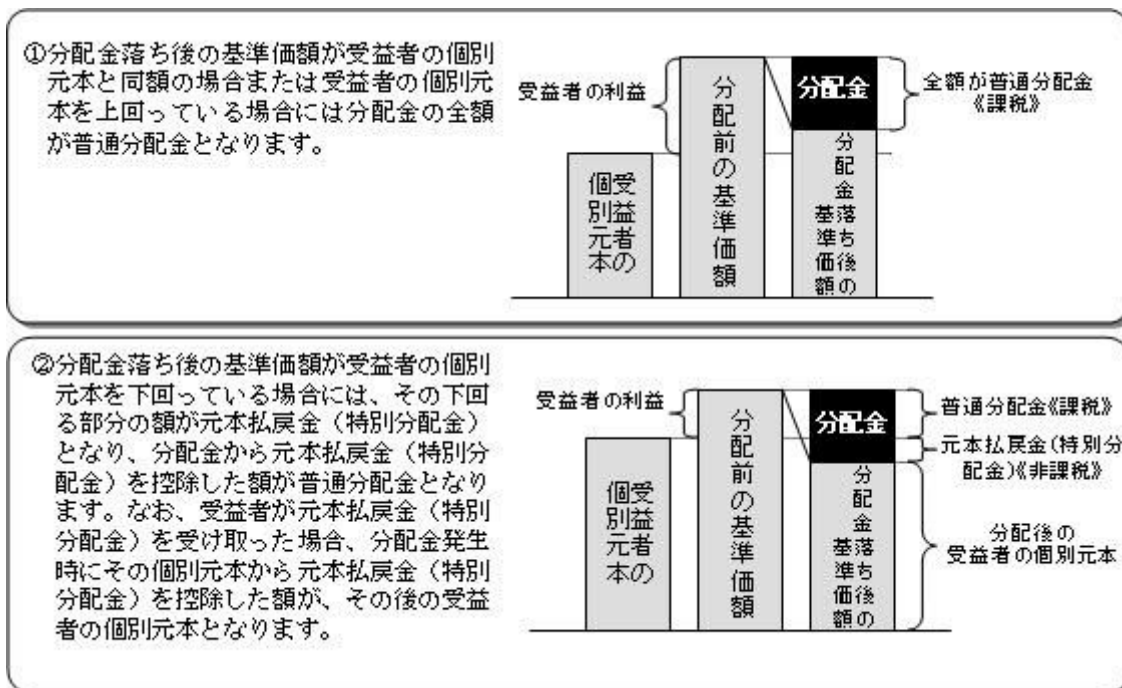 ①分配金落ち後の基準価額が受益者の個別
元本と同額の場合または受益者の個別元
本を上回っている場合には分配金の全額
が普通分配金となります。
受益者の利益
受益者の
個別元本
分配前の基準価額
分配金
分配金落ち後の
基準価額
全額が普通分配金
《課税》
②分配金落ち後の基準価額が受益者の個別
元本を下回っている場合には、その下回
る部分の額が元本払戻金（特別分配金）
となり、分配金から元本払戻金（特別分
配金）を控除した額が普通分配金となり
ます。なお、受益者が元本払戻金（特別
分配金）を受け取った場合、分配金発生
時にその個別元本から元本払戻金（特別
分配金）を控除した額が、その後の受益
者の個別元本となります。
受益者の利益
受益者の
個別元本
分配前の基準価額
分配金
分配金落ち後の
基準価額
普通分配金《課税》
元本払戻金(特別分
配金)《非課税》
分配後の
受益者の個別元本